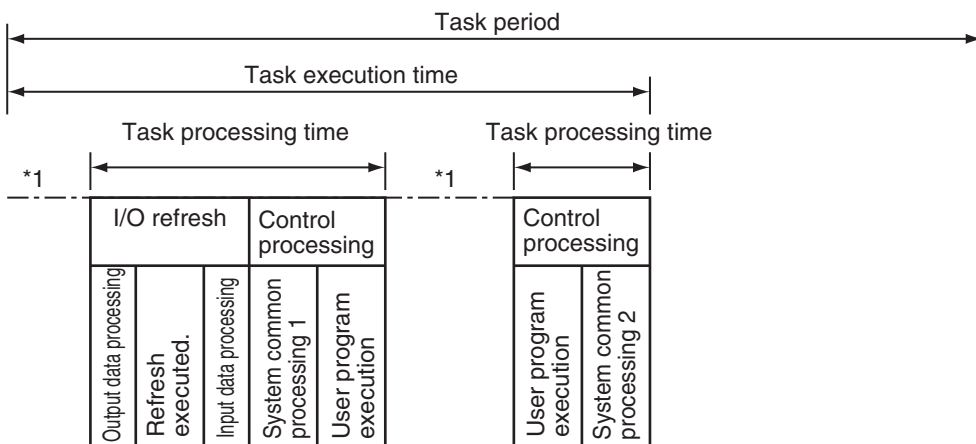 Task period
Task execution time
Task processing time
Task processing time
*1
*1
I/O refresh
Control
processing
Control
processing
Output data processing
Refresh
executed.
Input data processing
System common
processing 1
User program
execution
User program
execution
System common
processing 2